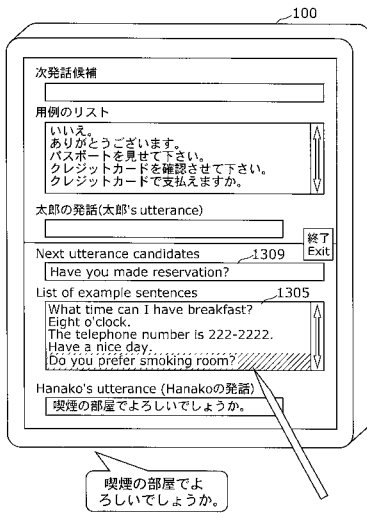 100
次発話候補
用例のリスト
いいえ。
ありがとうございます。
パスポートを見せて下さい。
クレジットカードを確認させて下さい。
クレジットカードで支払えますか。
太郎の発話(太郎's utterance)
終了
Exit
Next utterance candidates
1309
Have you made reservation?
List of example sentences
1305
What time can I have breakfast?
Eight o'clock.
The telephone number is 222-2222.
Have a nice day.
Do you prefer smoking room?
Hanako's utterance (Hanakoの発話)
喫煙の部屋でよろしいでしょうか。
喫煙の部屋でよ
ろしいでしょうか。